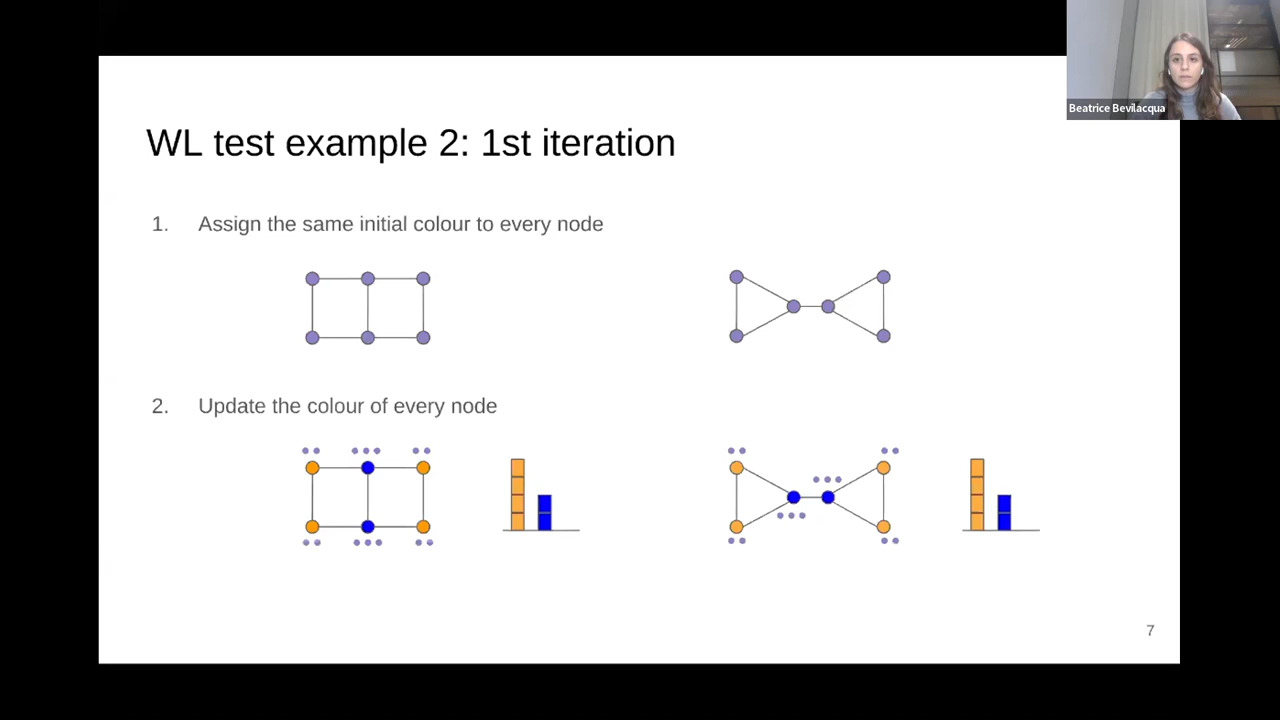 Beatrice Bevilacqua
WL test example 2: 1st iteration
1. Assign the same initial colour to every node
2. Update the colour of every node
7